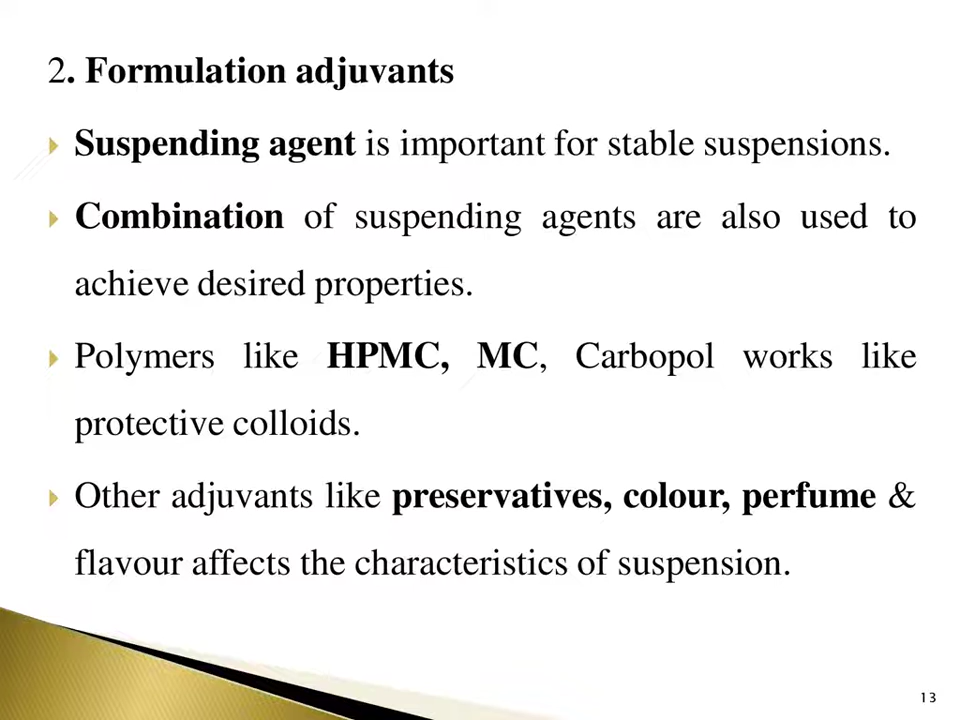 2. Formulation adjuvants
Suspending agent is important for stable suspensions.
Combination of suspending agents are also used to
achieve desired properties.
Polymers like HPMC, MC, Carbopol works like
protective colloids.
Other adjuvants like preservatives, colour, perfume &
flavour affects the characteristics of suspension.
13